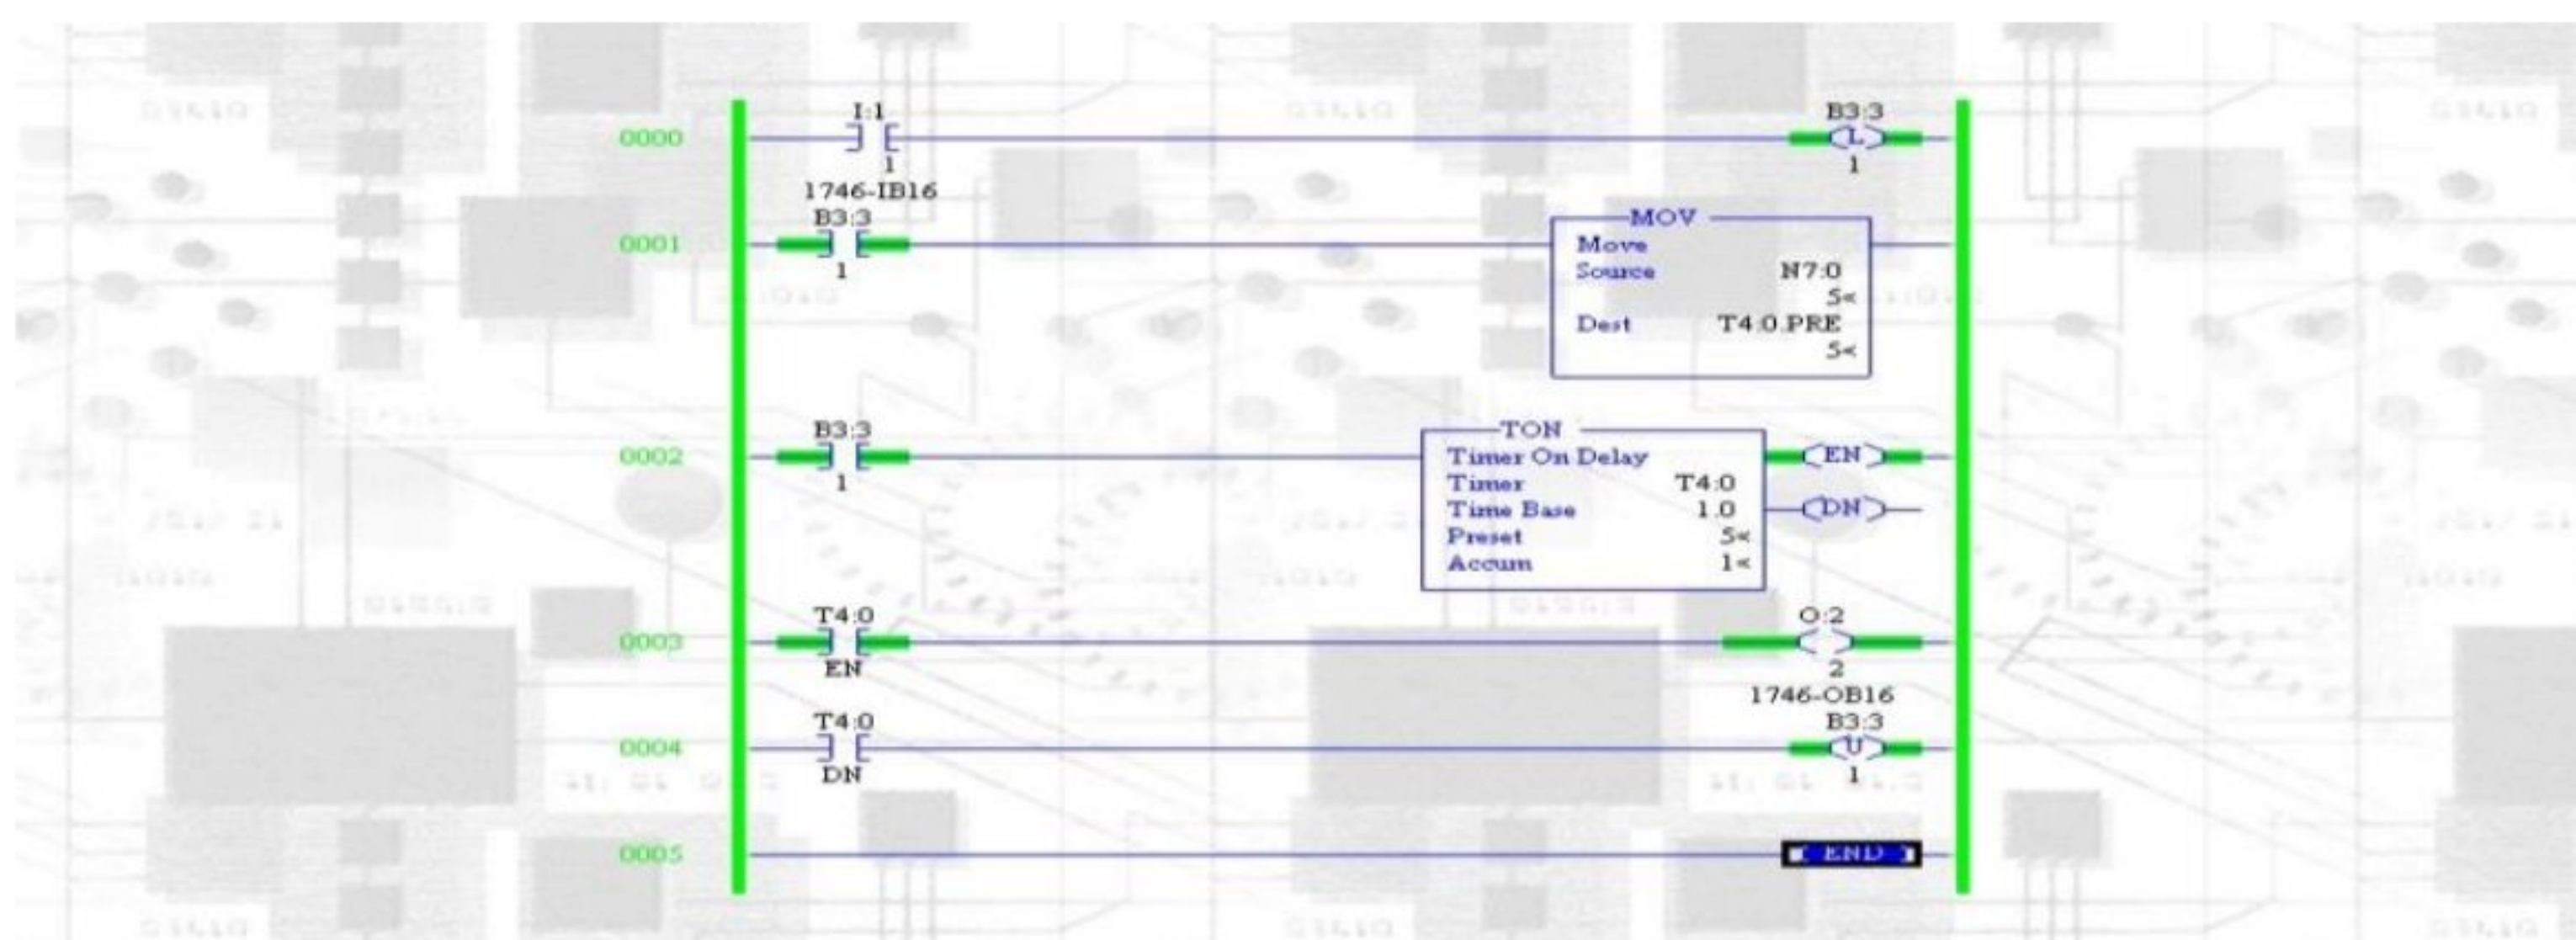 0000
I:1
1
1746-IB16
B3:3
L
1
0001
B3:3
1
MOV
Move
Source N7:0
5<
Dest T4:0.PRE
5<
0002
B3:3
1
TON
Timer On Delay
Timer T4:0
Time Base 1.0
Preset 5<
Accum 1<
EN
DN
0003
T4:0
EN
O:2
2
1746-OB16
0004
T4:0
DN
B3:3
U
1
0005
END